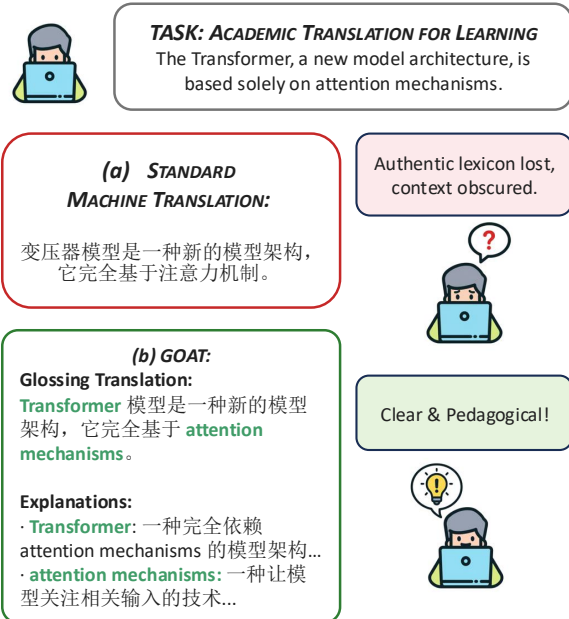 TASK: ACADEMIC TRANSLATION FOR LEARNING
The Transformer, a new model architecture, is
based solely on attention mechanisms.
(a) STANDARD
MACHINE TRANSLATION:
变压器模型是一种新的模型架构，
它完全基于注意力机制。
Authentic lexicon lost,
context obscured.
?
(b) GOAT:
Glossing Translation:
Transformer 模型是一种新的模型
架构，它完全基于 attention
mechanisms。
Explanations:
· Transformer: 一种完全依赖
attention mechanisms 的模型架构...
· attention mechanisms: 一种让模
型关注相关输入的技术...
Clear & Pedagogical!